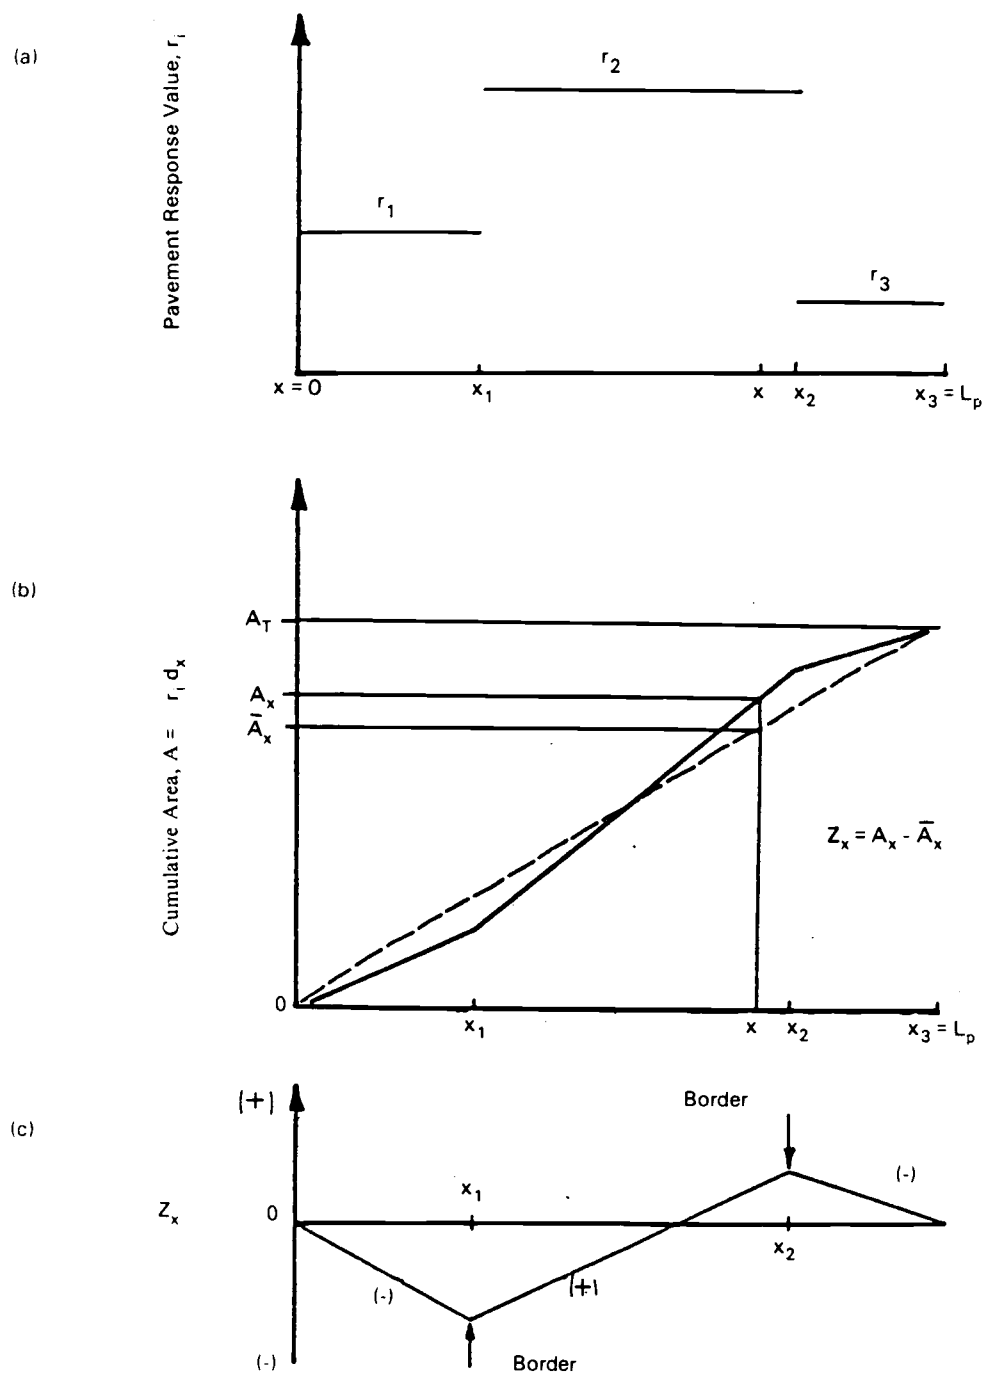 (a)
Pavement Response Value, rᵢ
r₁
r₂
r₃
x = 0
x₁
x
x₂
x₃ = Lₚ
(b)
Cumulative Area, A = rᵢ dₓ
A_T
Aₓ
Āₓ
0
Zₓ = Aₓ - Āₓ
x₁
x
x₂
x₃ = Lₚ
(c)
(+)
Border
Zₓ
0
x₁
(-)
x₂
(-)
(+)
(-)
Border